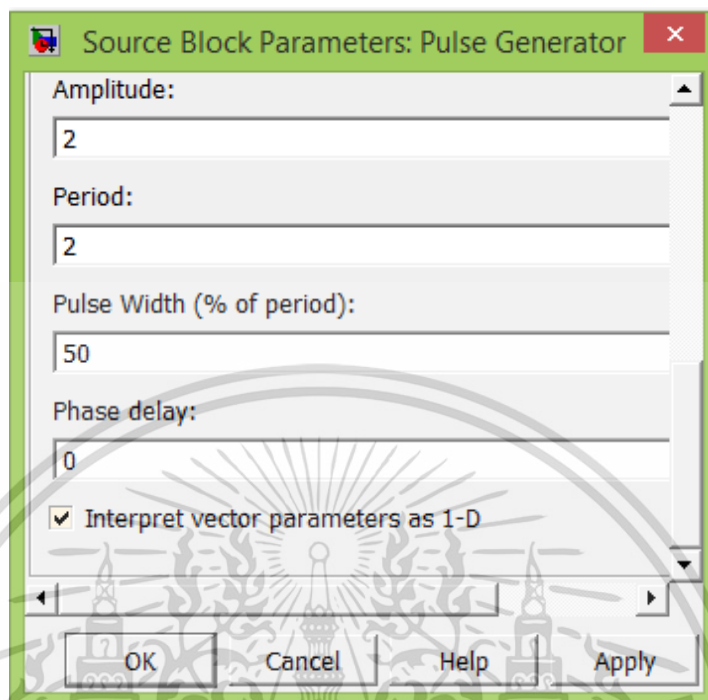 Source Block Parameters: Pulse Generator
Amplitude:
2
Period:
2
Pulse Width (% of period):
50
Phase delay:
0
Interpret vector parameters as 1-D
OK Cancel Help Apply